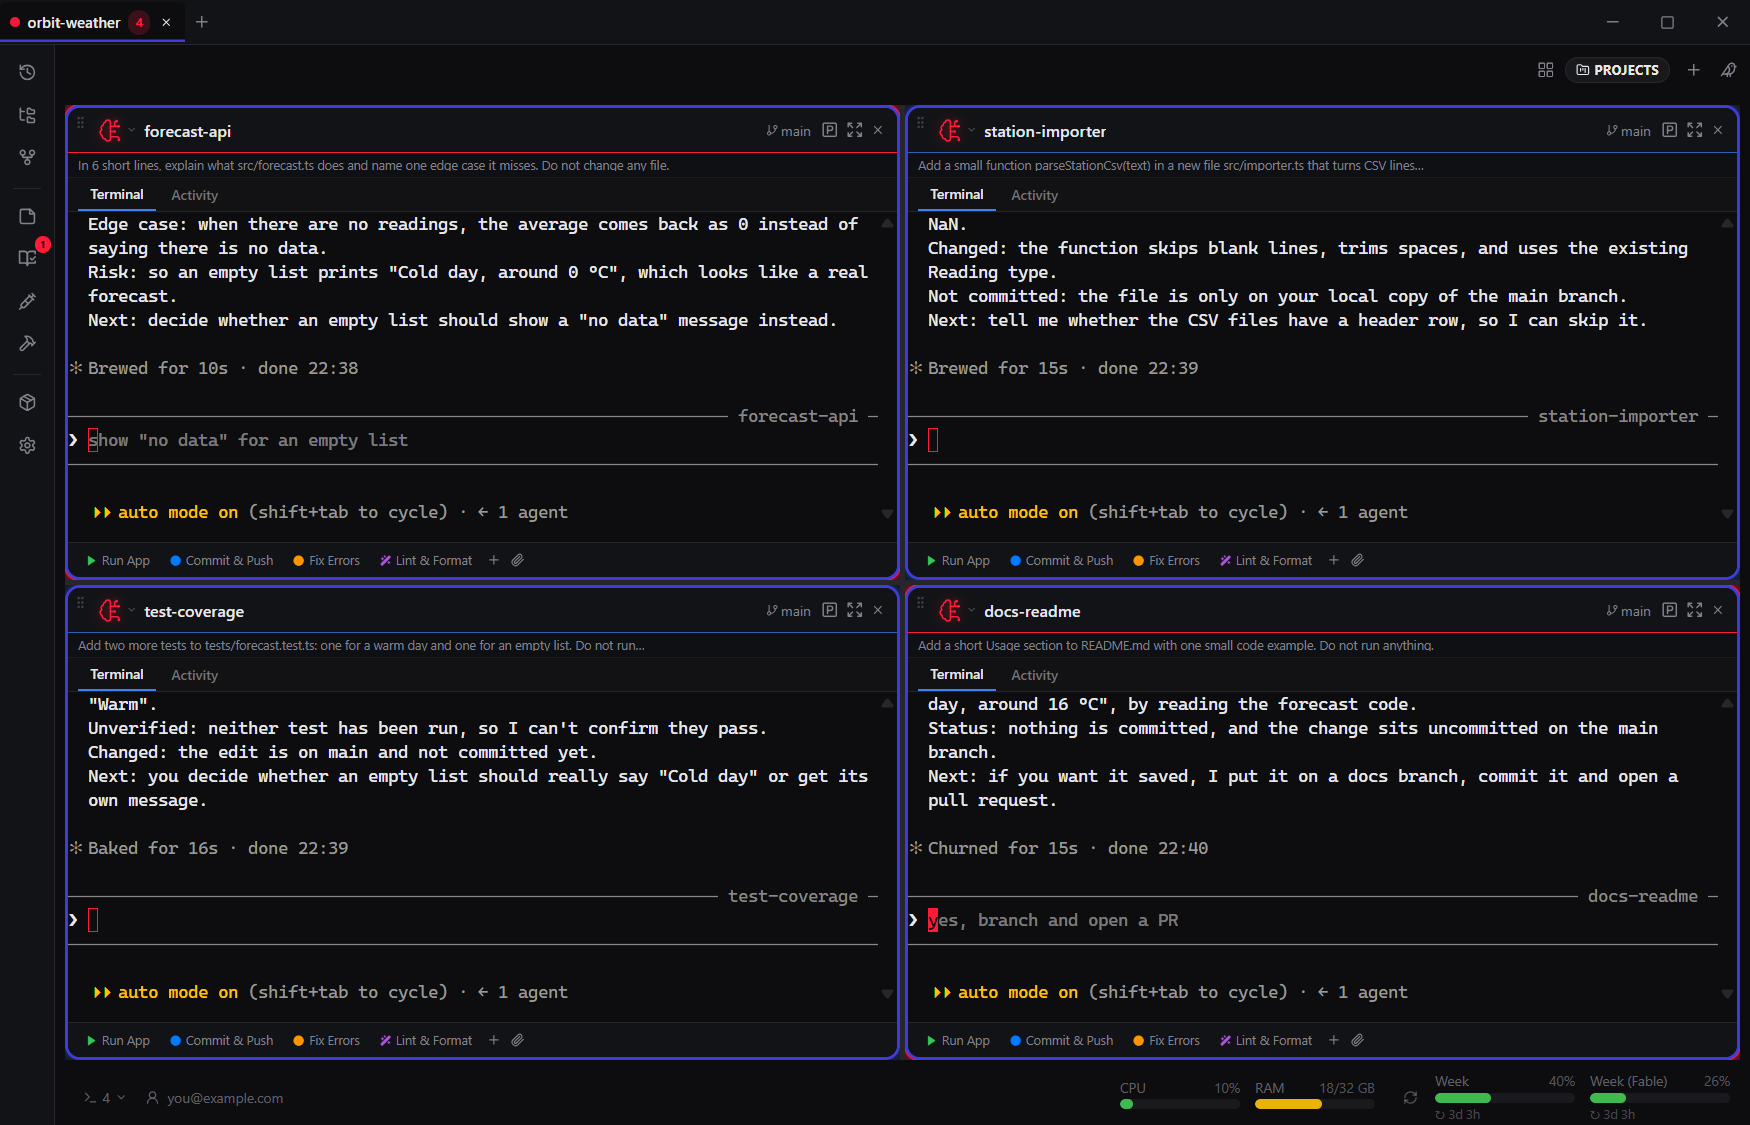 orbit-weather 4
PROJECTS
forecast-api
main
In 6 short lines, explain what src/forecast.ts does and name one edge case it misses. Do not change any file.
Terminal Activity
Edge case: when there are no readings, the average comes back as 0 instead of
saying there is no data.
Risk: so an empty list prints "Cold day, around 0 °C", which looks like a real
forecast.
Next: decide whether an empty list should show a "no data" message instead.
Brewed for 10s · done 22:38
forecast-api
❯ show "no data" for an empty list
auto mode on (shift+tab to cycle) · ← 1 agent
Run App Commit & Push Fix Errors Lint & Format
station-importer
main
Add a small function parseStationCsv(text) in a new file src/importer.ts that turns CSV lines...
Terminal Activity
NaN.
Changed: the function skips blank lines, trims spaces, and uses the existing
Reading type.
Not committed: the file is only on your local copy of the main branch.
Next: tell me whether the CSV files have a header row, so I can skip it.
Brewed for 15s · done 22:39
station-importer
❯
auto mode on (shift+tab to cycle) · ← 1 agent
Run App Commit & Push Fix Errors Lint & Format
1
test-coverage
main
Add two more tests to tests/forecast.test.ts: one for a warm day and one for an empty list. Do not run...
Terminal Activity
"Warm".
Unverified: neither test has been run, so I can't confirm they pass.
Changed: the edit is on main and not committed yet.
Next: you decide whether an empty list should really say "Cold day" or get its
own message.
Baked for 16s · done 22:39
test-coverage
❯
auto mode on (shift+tab to cycle) · ← 1 agent
Run App Commit & Push Fix Errors Lint & Format
docs-readme
main
Add a short Usage section to README.md with one small code example. Do not run anything.
Terminal Activity
day, around 16 °C", by reading the forecast code.
Status: nothing is committed, and the change sits uncommitted on the main
branch.
Next: if you want it saved, I put it on a docs branch, commit it and open a
pull request.
Churned for 15s · done 22:40
docs-readme
❯ yes, branch and open a PR
auto mode on (shift+tab to cycle) · ← 1 agent
Run App Commit & Push Fix Errors Lint & Format
4
you@example.com
CPU 10%
RAM 18/32 GB
Week 40%
3d 3h
Week (Fable) 26%
3d 3h